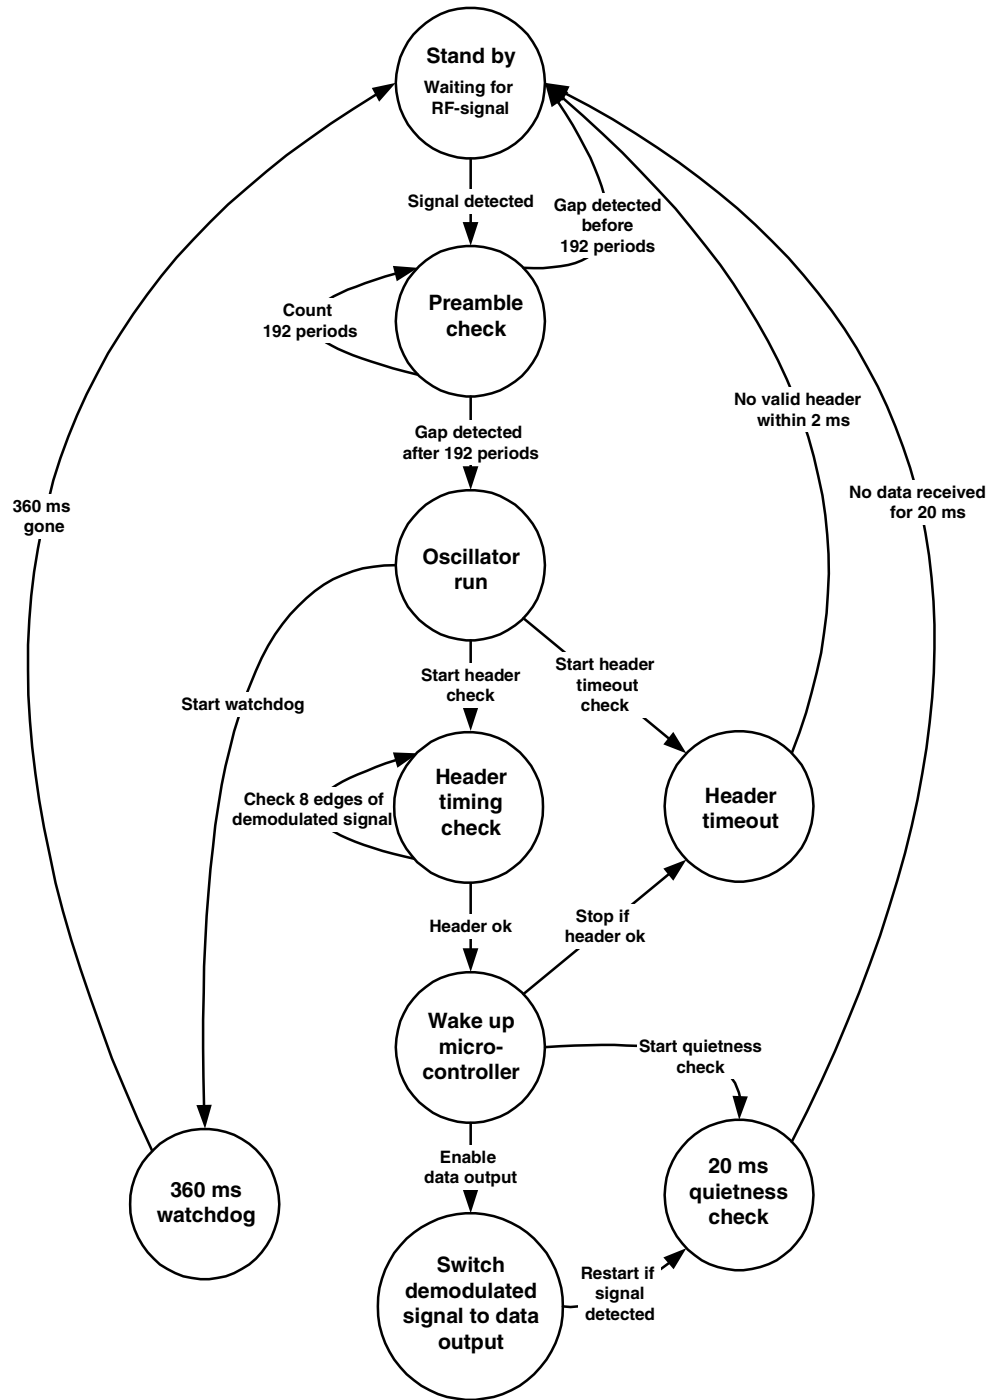 Stand by
Waiting for
RF-signal
Signal detected
Gap detected
before
192 periods
Count
192 periods
Preamble
check
No valid header
within 2 ms
Gap detected
after 192 periods
360 ms
gone
No data received
for 20 ms
Oscillator
run
Start header
check
Start header
timeout
check
Start watchdog
Header
timing
check
Check 8 edges of
demodulated signal
Header
timeout
Header ok
Stop if
header ok
Wake up
micro-
controller
Start quietness
check
Enable
data output
360 ms
watchdog
20 ms
quietness
check
Switch
demodulated
signal to data
output
Restart if
signal
detected